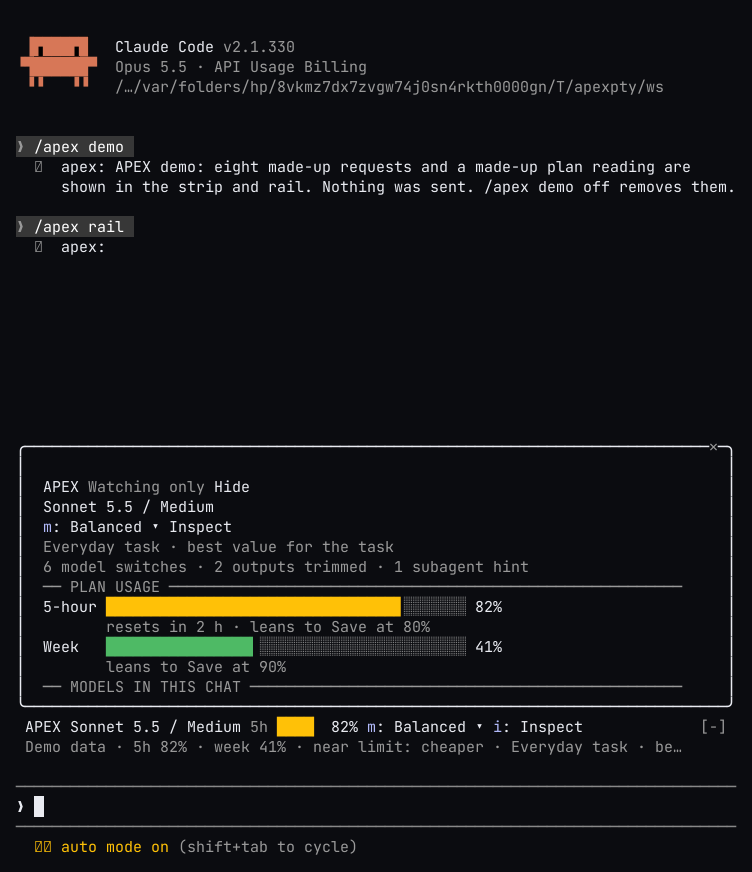 Claude Code v2.1.330
Opus 5.5 · API Usage Billing
/…/var/folders/hp/8vkmz7dx7zvgw74j0sn4rkth0000gn/T/apexpty/ws
❯ /apex demo
apex: APEX demo: eight made-up requests and a made-up plan reading are
shown in the strip and rail. Nothing was sent. /apex demo off removes them.
❯ /apex rail
apex:
×
APEX Watching only Hide
Sonnet 5.5 / Medium
m: Balanced ▾ Inspect
Everyday task · best value for the task
6 model switches · 2 outputs trimmed · 1 subagent hint
── PLAN USAGE ──
5-hour 82%
resets in 2 h · leans to Save at 80%
Week 41%
leans to Save at 90%
── MODELS IN THIS CHAT ──
APEX Sonnet 5.5 / Medium 5h 82% m: Balanced ▾ i: Inspect [-]
Demo data · 5h 82% · week 41% · near limit: cheaper · Everyday task · be…
❯
auto mode on (shift+tab to cycle)